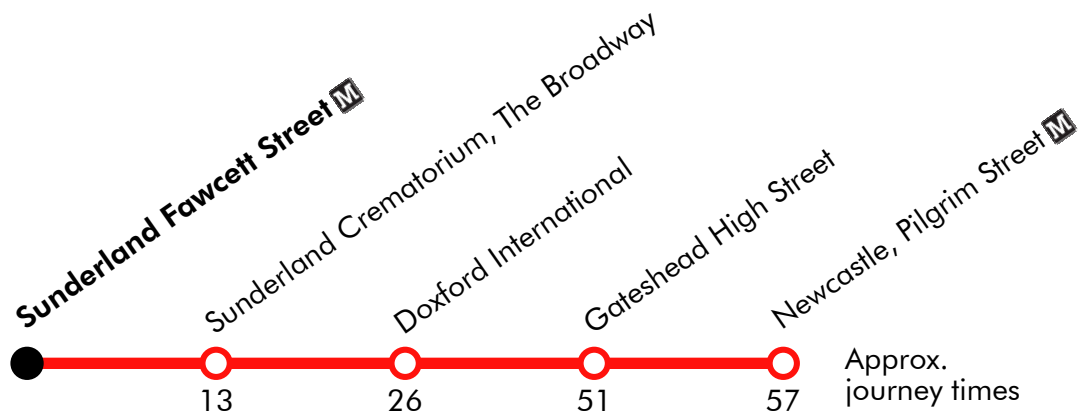 Sunderland Fawcett Street M
Sunderland Crematorium, The Broadway
Doxford International
Gateshead High Street
Newcastle, Pilgrim Street M
13
26
51
57
Approx.
journey times